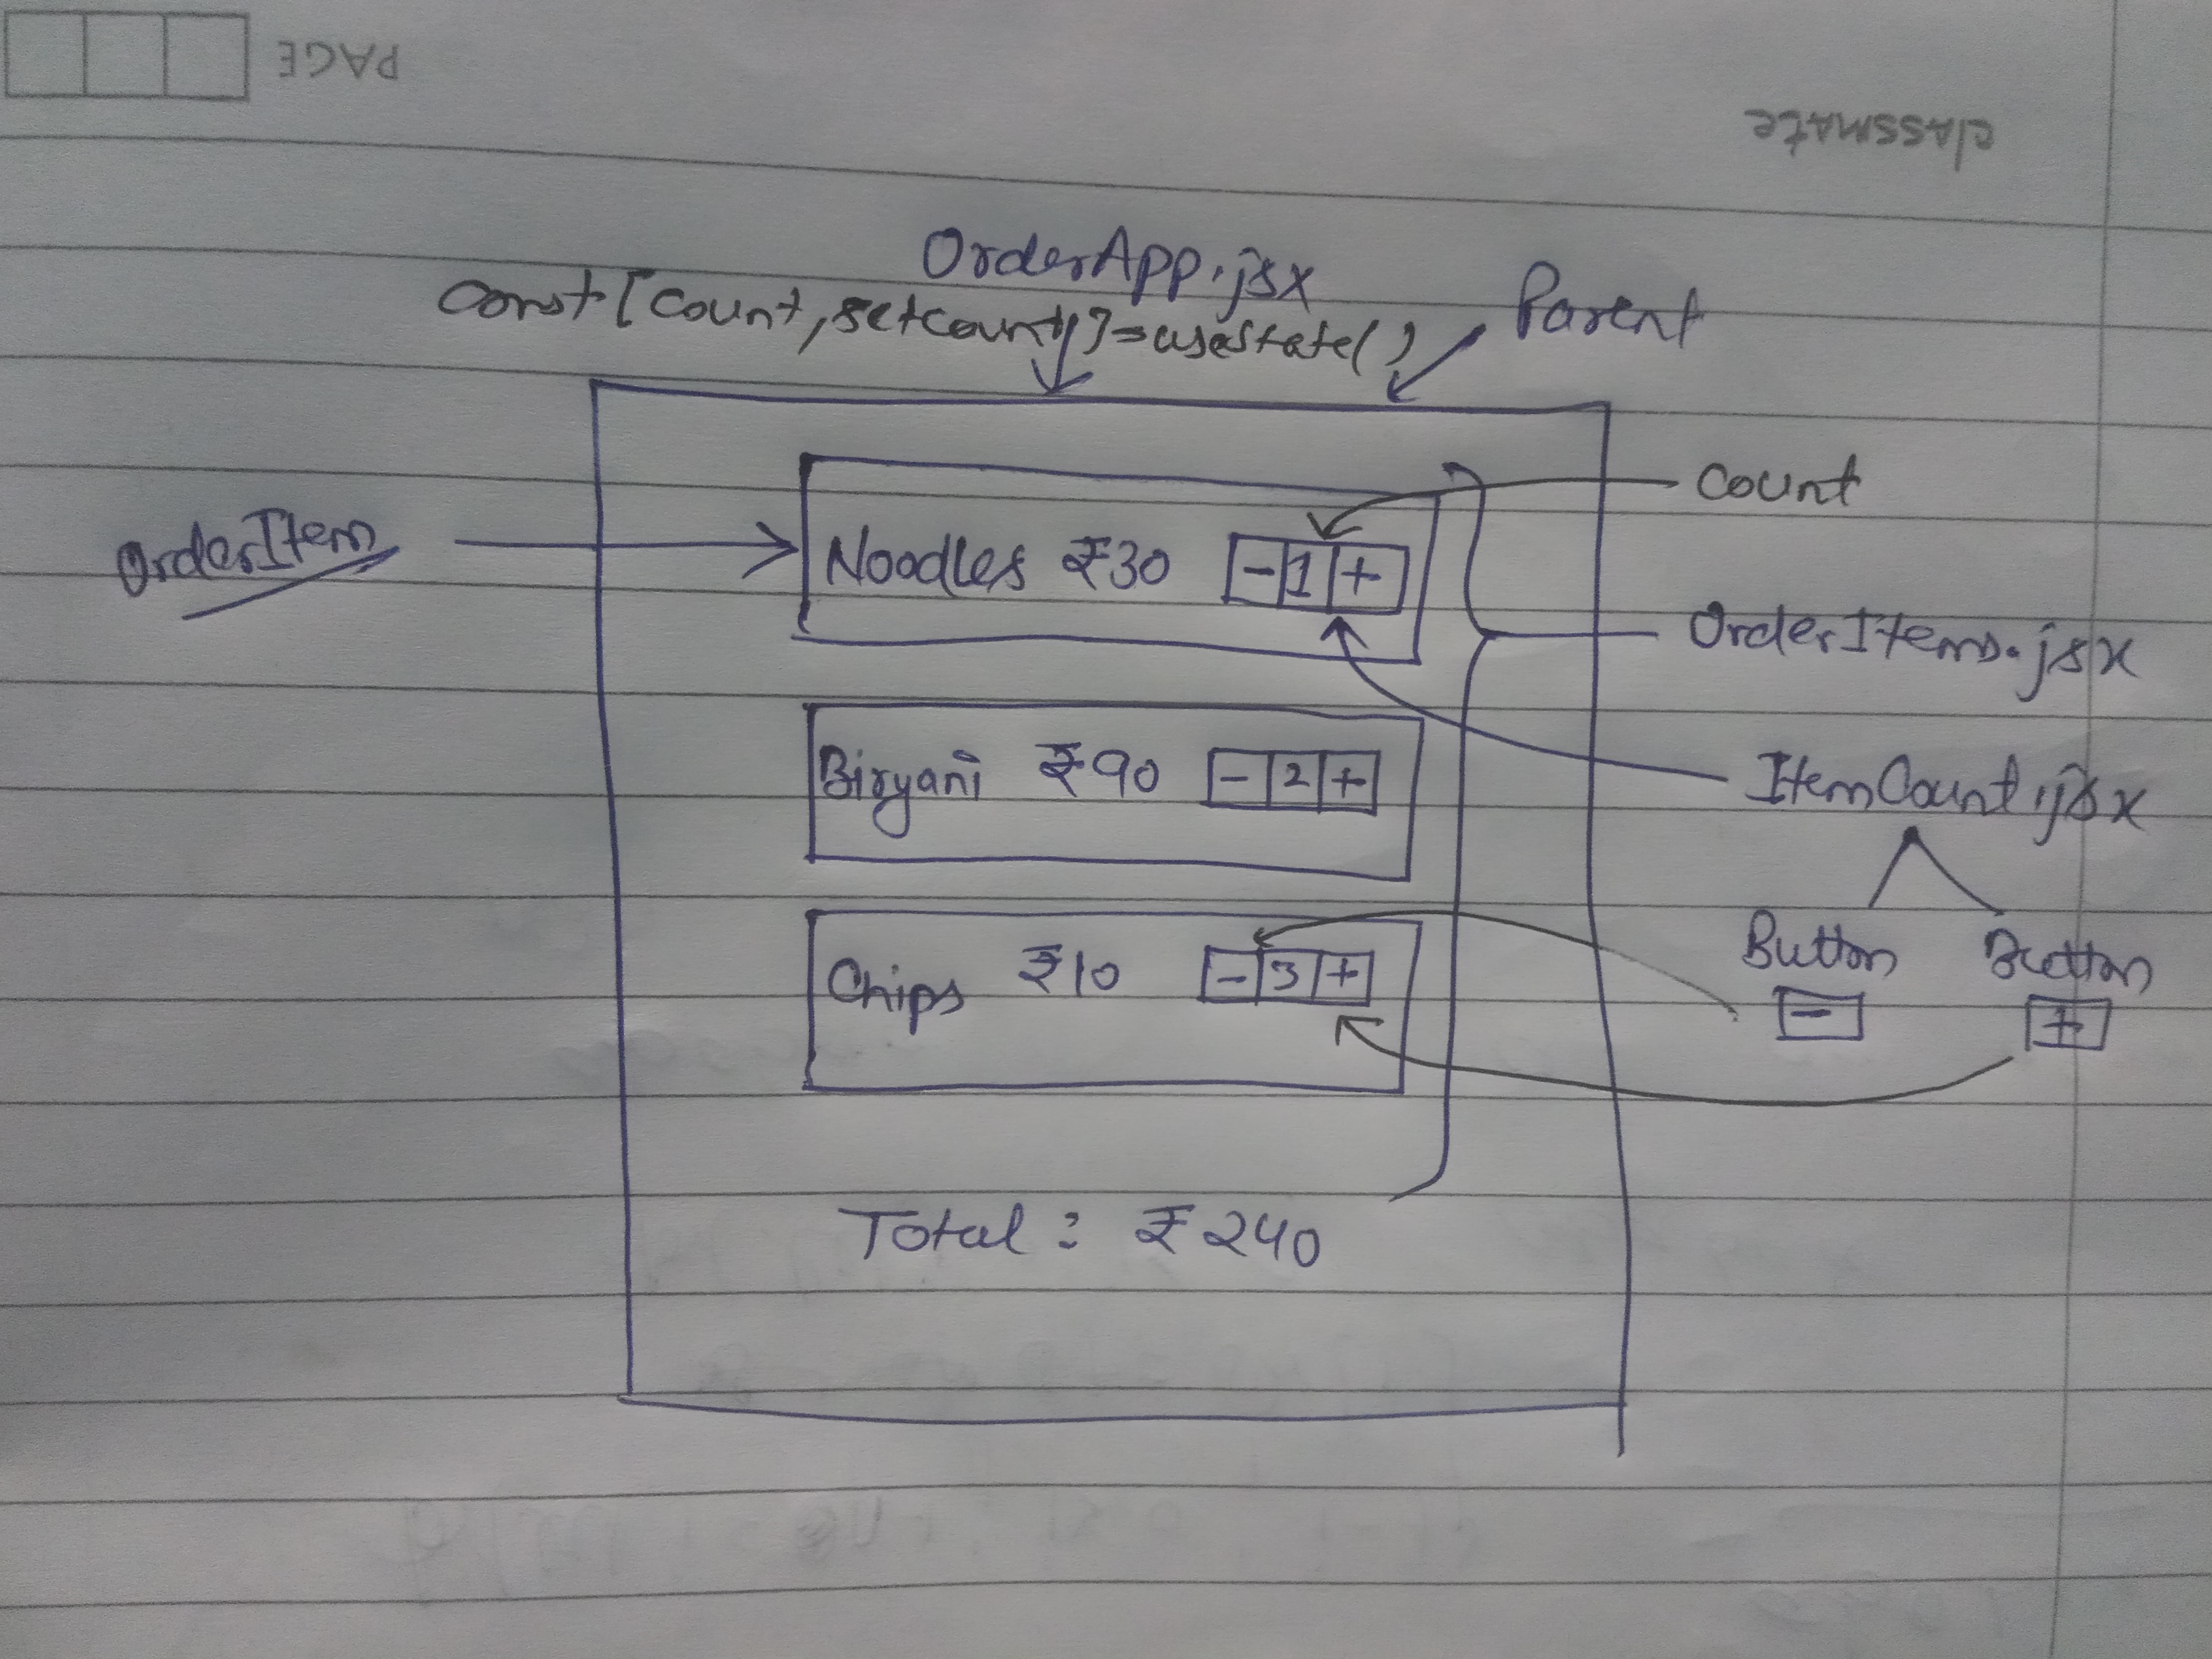 PAGE
classmate
OrderApp.jsx
const [count, setcount] = useState()
Parent
count
OrderItem
Noodles ₹30 - 1 +
OrderItems.jsx
Biryani ₹90 - 2 +
ItemCount.jsx
Button Button
Chips ₹10 - 3 +
- +
Total : ₹240